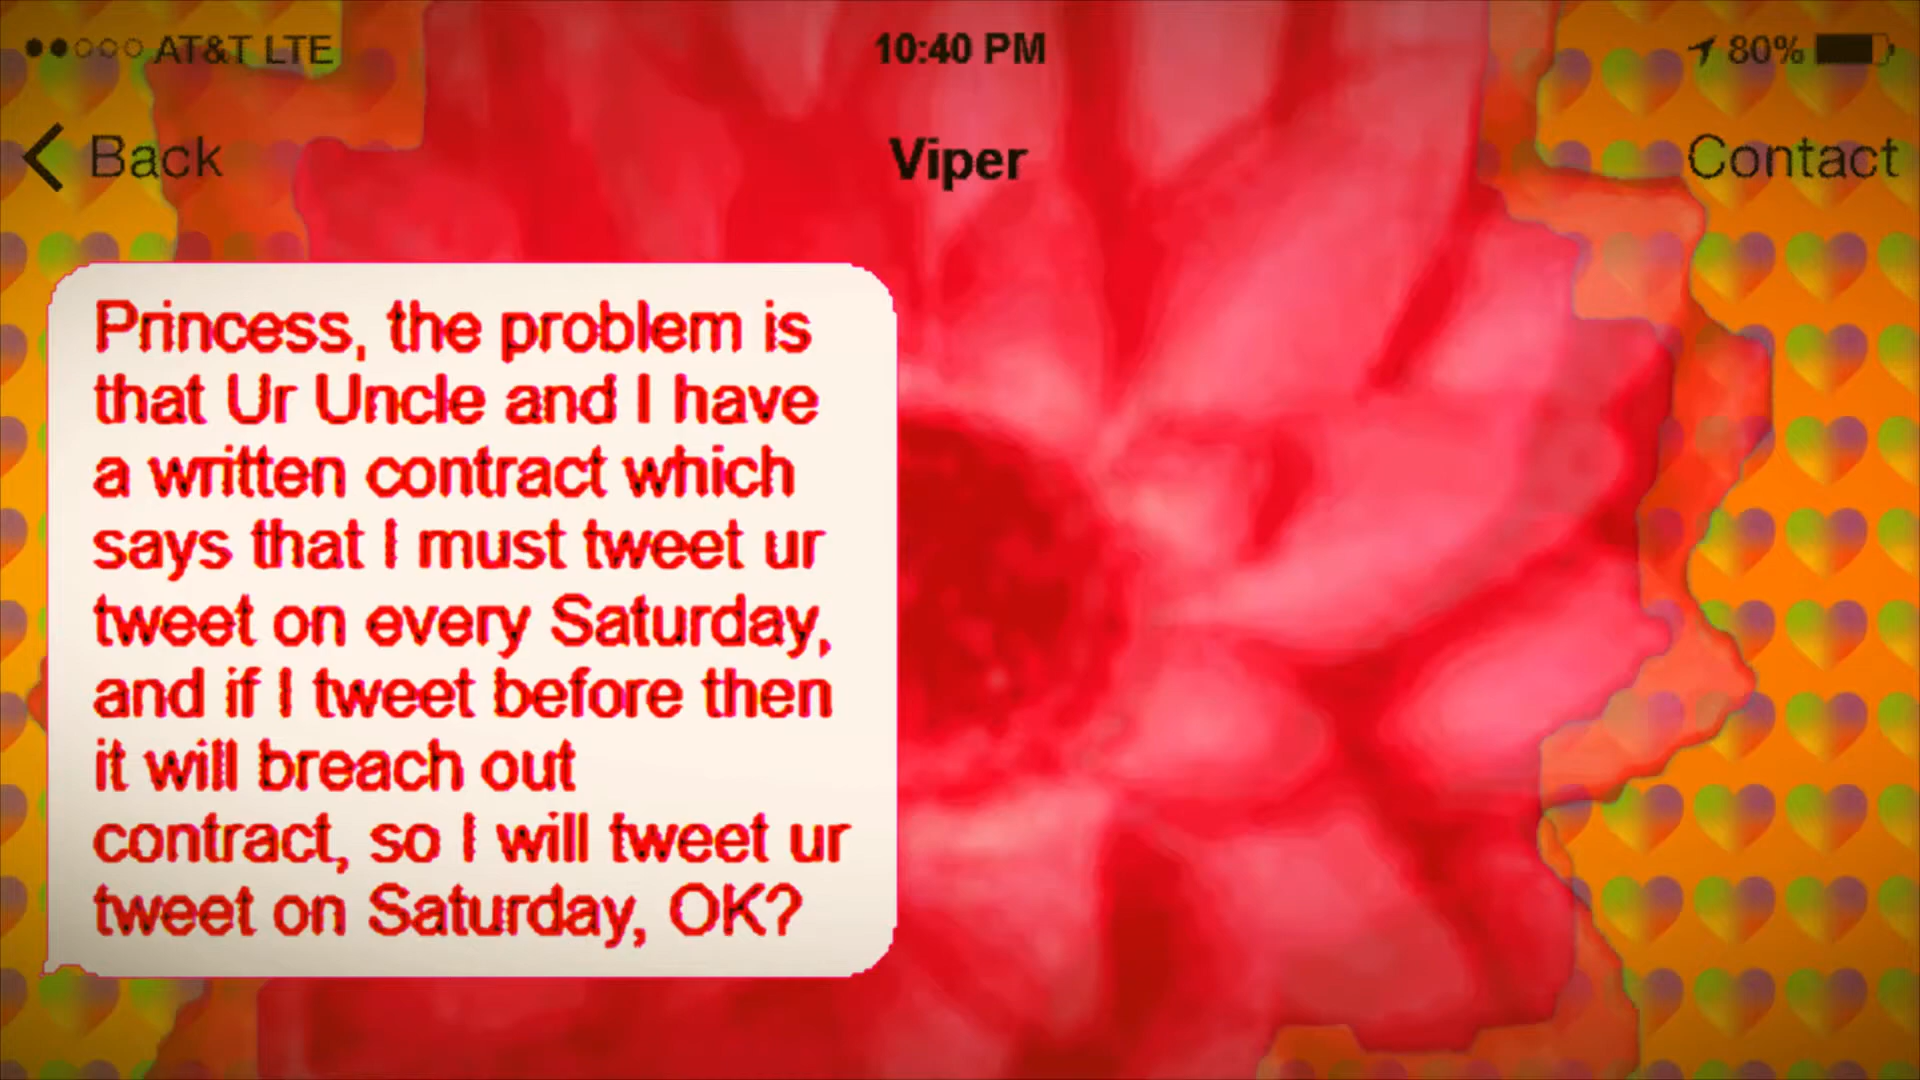 AT&T LTE 10:40 PM 80%
Back Viper Contact
Princess, the problem is
that Ur Uncle and I have
a written contract which
says that I must tweet ur
tweet on every Saturday,
and if I tweet before then
it will breach out
contract, so I will tweet ur
tweet on Saturday, OK?